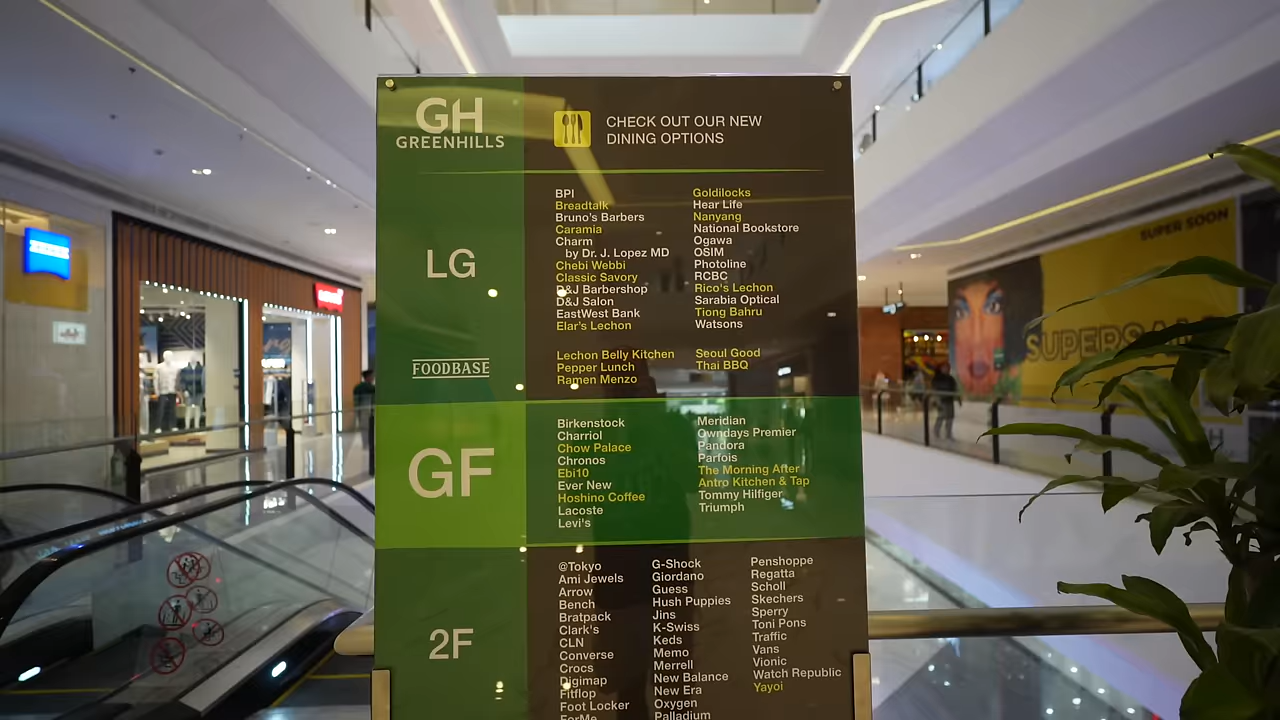 GH
GREENHILLS
CHECK OUT OUR NEW
DINING OPTIONS
LG
BPI
Breadtalk
Bruno's Barbers
Caramia
Charm
by Dr. J. Lopez MD
Chebi Webbi
Classic Savory
D&J Barbershop
D&J Salon
EastWest Bank
Elar's Lechon
Goldilocks
Hear Life
Nanyang
National Bookstore
Ogawa
OSIM
Photoline
RCBC
Rico's Lechon
Sarabia Optical
Tiong Bahru
Watsons
FOODBASE
Lechon Belly Kitchen
Pepper Lunch
Ramen Menzo
Seoul Good
Thai BBQ
GF
Birkenstock
Charriol
Chow Palace
Chronos
Ebi10
Ever New
Hoshino Coffee
Lacoste
Levi's
Meridian
Owndays Premier
Pandora
Parfois
The Morning After
Antro Kitchen & Tap
Tommy Hilfiger
Triumph
2F
@Tokyo
Ami Jewels
Arrow
Bench
Bratpack
Clark's
CLN
Converse
Crocs
Digimap
Fitflop
Foot Locker
ForMe
G-Shock
Giordano
Guess
Hush Puppies
Jins
K-Swiss
Keds
Memo
Merrell
New Balance
New Era
Oxygen
Palladium
Penshoppe
Regatta
Scholl
Skechers
Sperry
Toni Pons
Traffic
Vans
Vionic
Watch Republic
Yayoi
SUPER SOON